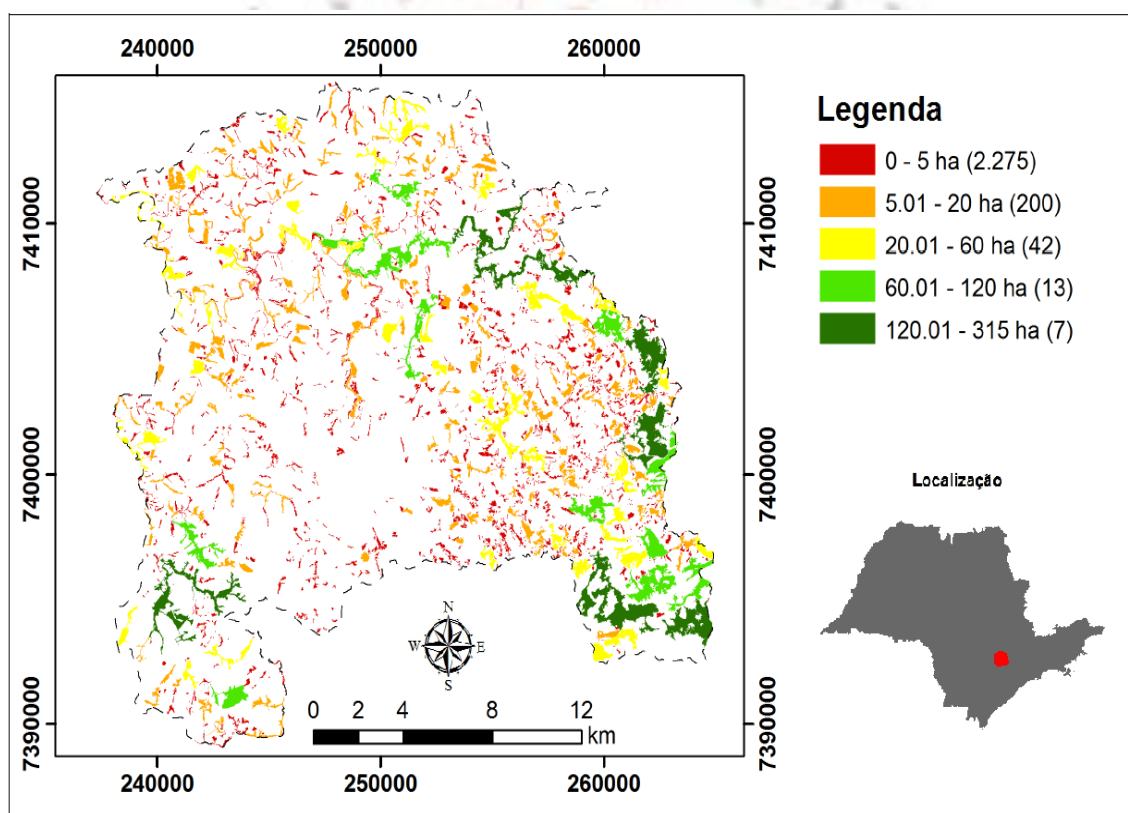 240000 250000 260000
7410000
7400000
7390000
7410000
7400000
7390000
N
W E
S
0 2 4 8 12
km
240000 250000 260000
Legenda
0 - 5 ha (2.275)
5.01 - 20 ha (200)
20.01 - 60 ha (42)
60.01 - 120 ha (13)
120.01 - 315 ha (7)
Localização